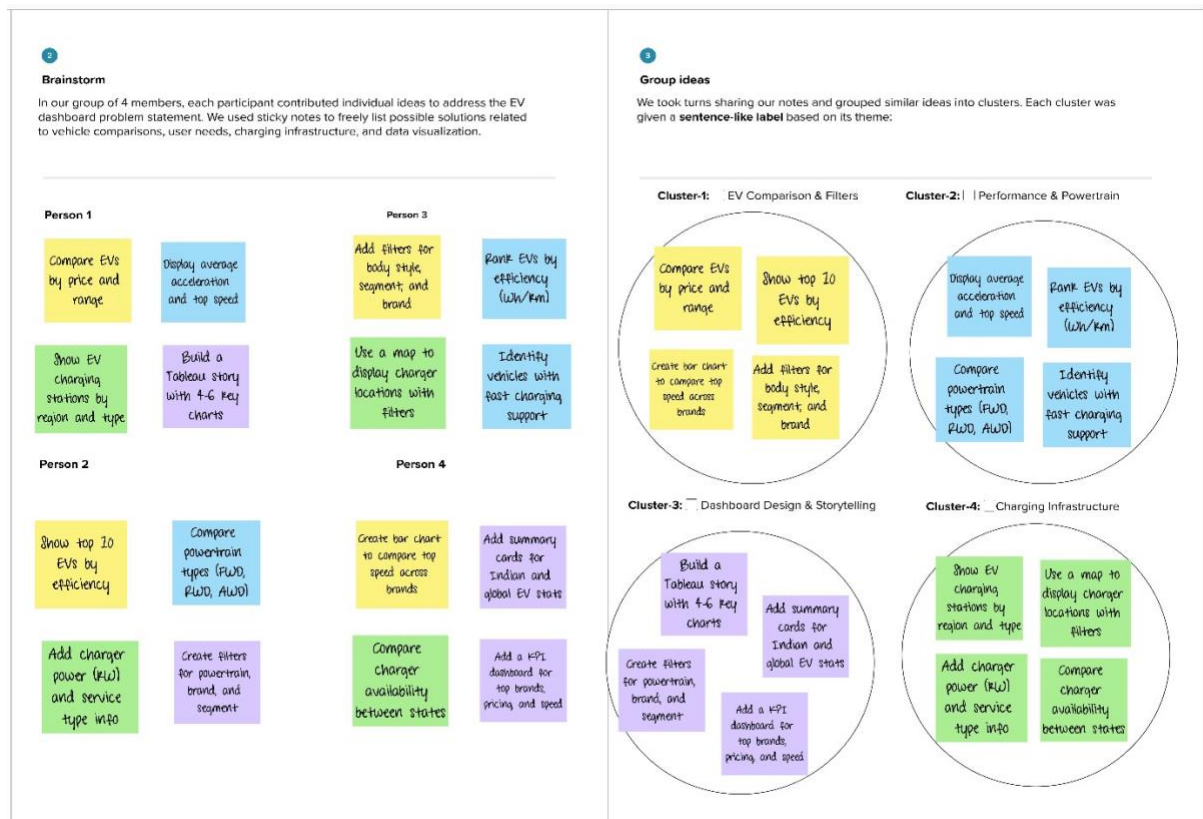 2
Brainstorm
In our group of 4 members, each participant contributed individual ideas to address the EV
dashboard problem statement. We used sticky notes to freely list possible solutions related
to vehicle comparisons, user needs, charging infrastructure, and data visualization.
Person 1
Compare EVs
by price and
range
Display average
acceleration
and top speed
Show EV
charging
stations by
region and type
Build a
Tableau story
with 4-6 key
charts
Person 3
Add filters for
body style,
segment, and
brand
Rank EVs by
efficiency
(Wh/km)
Use a map to
display charger
locations with
filters
Identify
vehicles with
fast charging
support
Person 2
Show top 10
EVs by
efficiency
Compare
powertrain
types (FWD,
RWD, AWD)
Add charger
power (kW)
and service
type info
Create filters
for powertrain,
brand, and
segment
Person 4
Create bar chart
to compare top
speed across
brands
Add summary
cards for
Indian and
global EV stats
Compare
charger
availability
between states
Add a KPI
dashboard for
top brands,
pricing, and speed
3
Group ideas
We took turns sharing our notes and grouped similar ideas into clusters. Each cluster was
given a sentence-like label based on its theme:
Cluster-1: EV Comparison & Filters
Compare EVs
by price and
range
Show top 10
EVs by
efficiency
Create bar chart
to compare top
speed across
brands
Add filters for
body style,
segment, and
brand
Cluster-2: Performance & Powertrain
Display average
acceleration
and top speed
Rank EVs by
efficiency
(Wh/km)
Compare
powertrain
types (FWD,
RWD, AWD)
Identify
vehicles with
fast charging
support
Cluster-3: Dashboard Design & Storytelling
Build a
Tableau story
with 4-6 key
charts
Add summary
cards for
Indian and
global EV stats
Create filters
for powertrain,
brand, and
segment
Add a KPI
dashboard for
top brands,
pricing, and speed
Cluster-4: Charging Infrastructure
Show EV
charging
stations by
region and type
Use a map to
display charger
locations with
filters
Add charger
power (kW)
and service
type info
Compare
charger
availability
between states